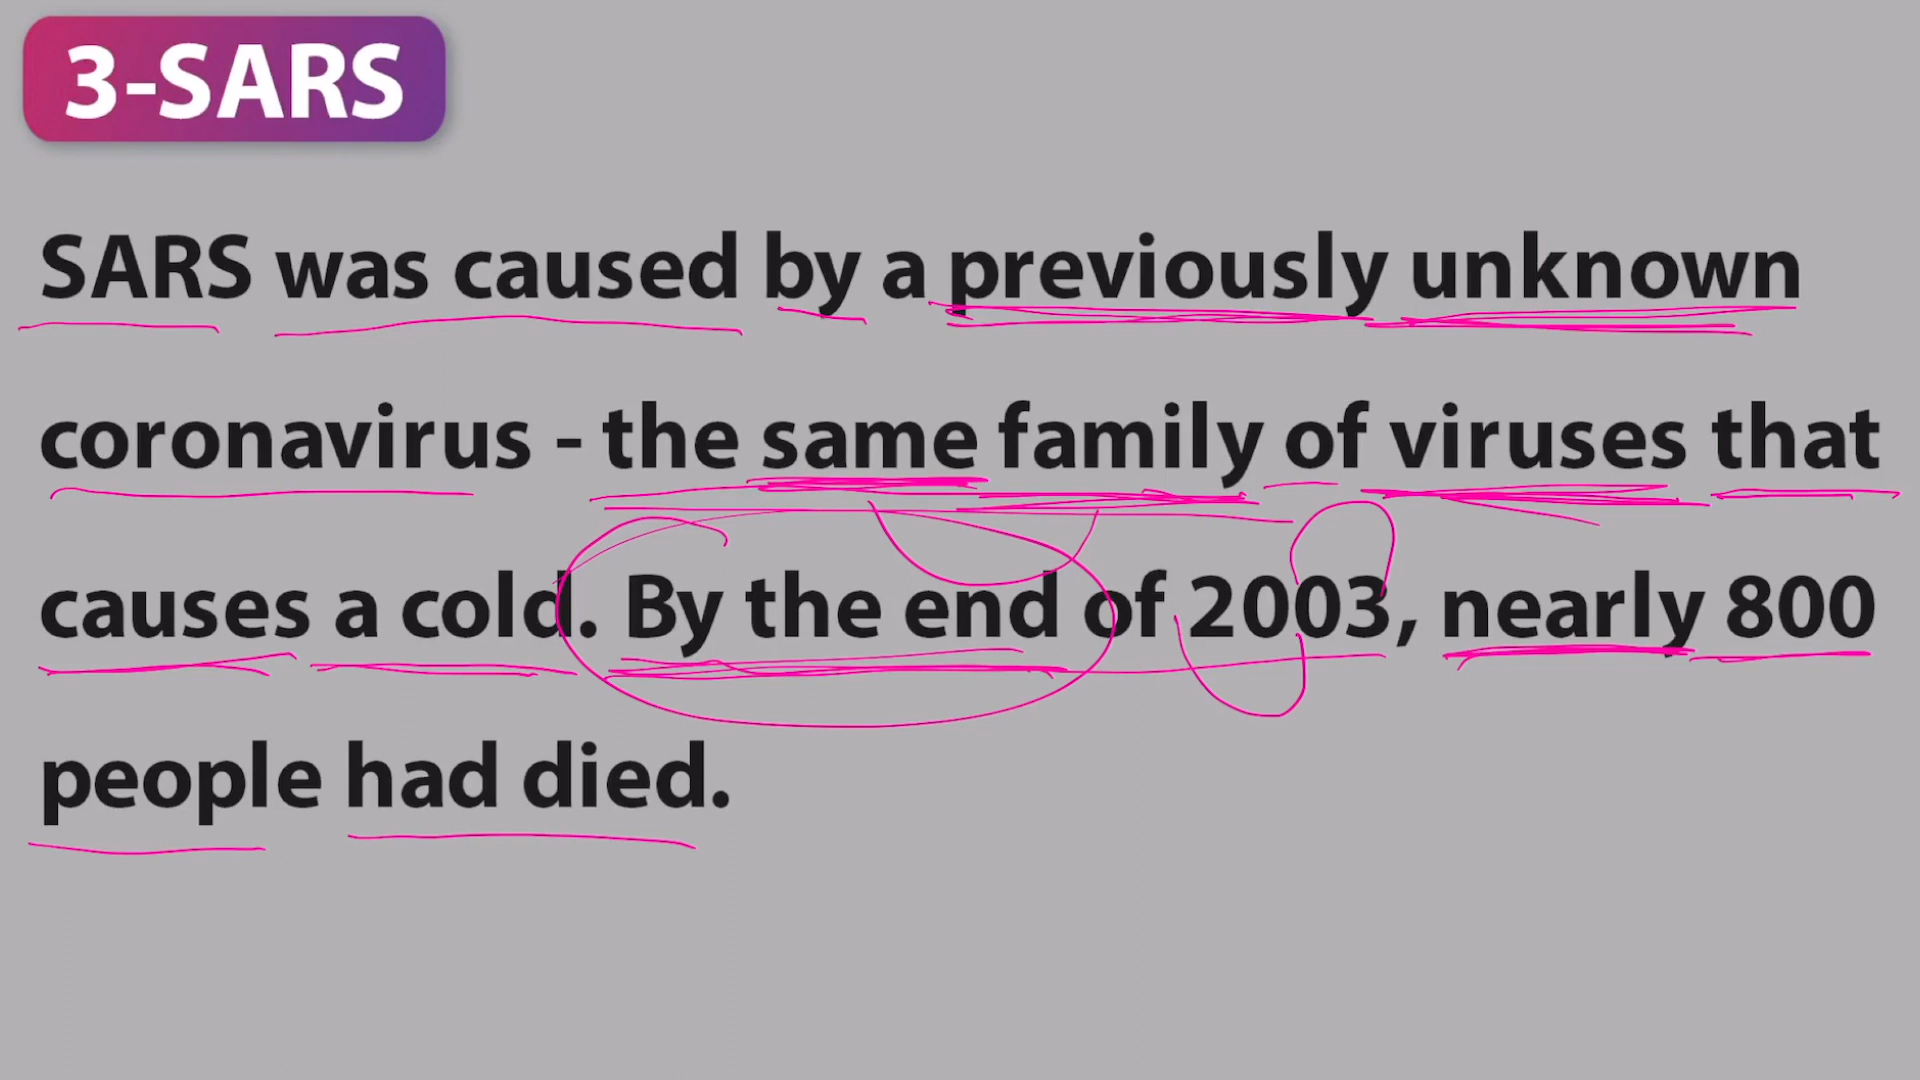 3-SARS
SARS was caused by a previously unknown
coronavirus - the same family of viruses that
causes a cold. By the end of 2003, nearly 800
people had died.